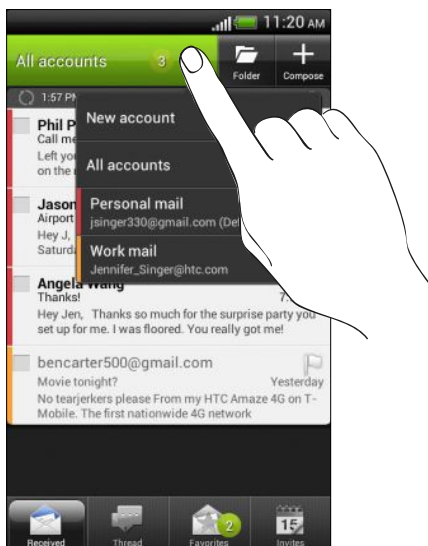 11:20 AM
All accounts 3
Folder Compose
1:57
New account
All accounts
Personal mail
jsinger330@gmail.com
Work mail
Jennifer_Singer@htc.com
Phil
Call me
Left
on the
Jason
Airport
Hey J,
Angela Wang
Thanks!
Hey Jen, Thanks so much for the surprise party you
set up for me. I was floored. You really got me!
bencarter500@gmail.com
Movie tonight? Yesterday
No tearjerkers please From my HTC Amaze 4G on T-
Mobile. The first nationwide 4G network
2 15
Received Thread Favorites Invites